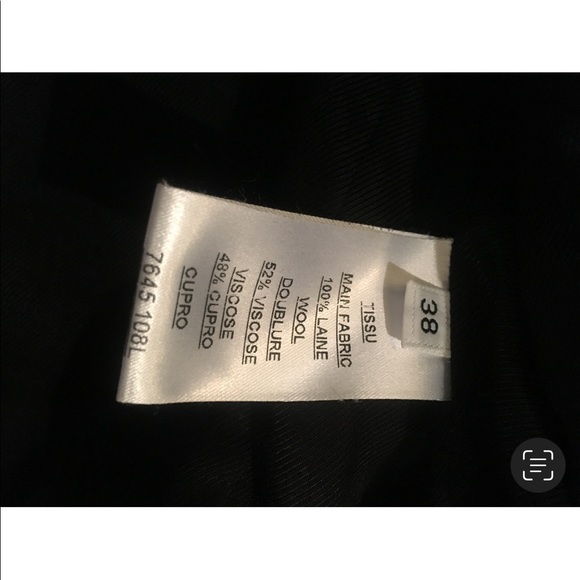 38
TISSU
MAIN FABRIC
100% LAINE
WOOL
DOUBLURE
52% VISCOSE
VISCOSE
48% CUPRO
CUPRO
7645 108L